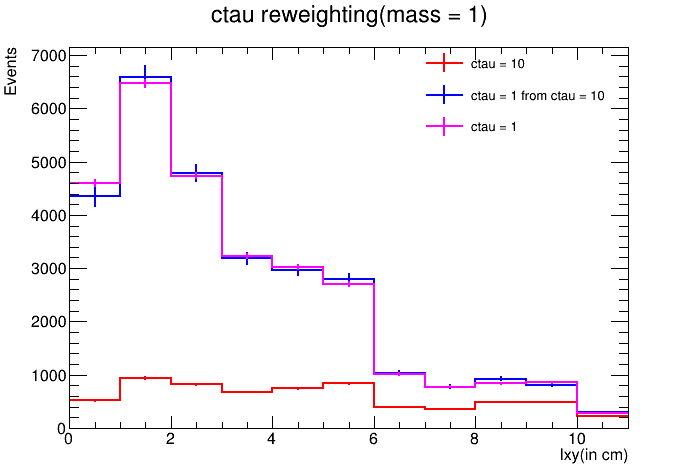 ctau reweighting(mass = 1)
Events
7000
6000
5000
4000
3000
2000
1000
0
ctau = 10
ctau = 1 from ctau = 10
ctau = 1
0 2 4 6 8 10
lxy(in cm)